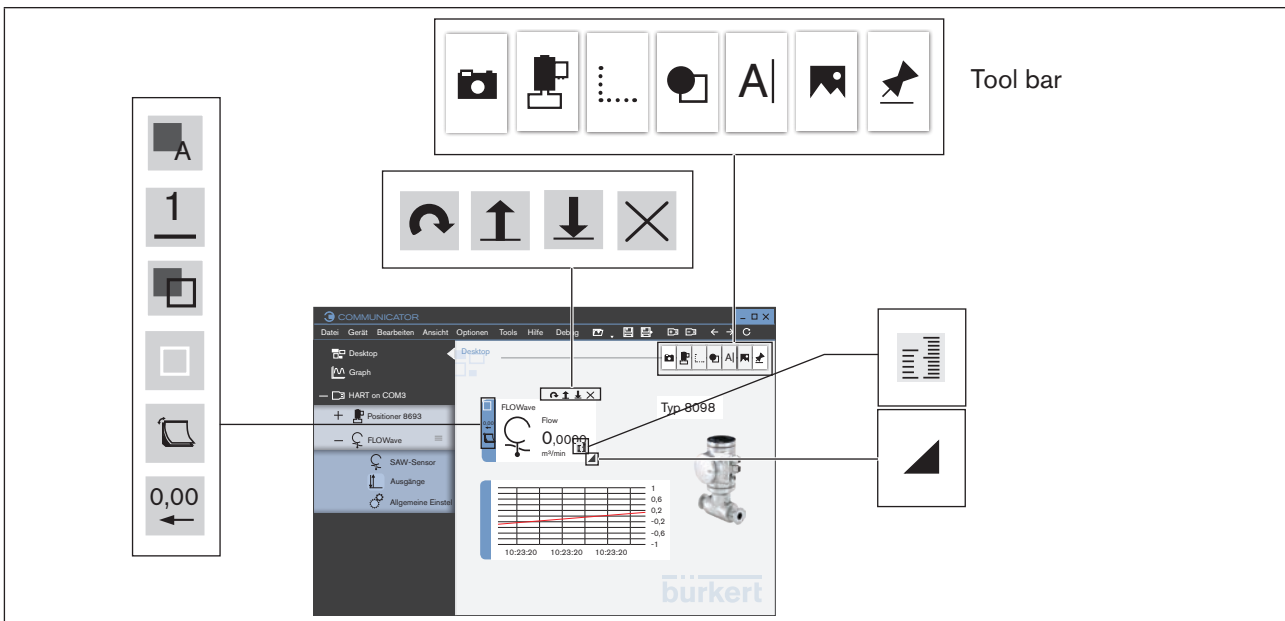 A|
Tool bar
A
1
0,00
COMMUNICATOR
Datei Gerät Bearbeiten Ansicht Optionen Tools Hilfe Debug
Desktop
Graph
HART on COM3
Positioner 8693
FLOWave
SAW-Sensor
Ausgänge
Allgemeine Einstel
Desktop
A|
0,00
FLOWave
Flow
0,0000
m³/min
Typ 8098
1
0,6
0,2
-0,2
-0,6
-1
10:23:20 10:23:20 10:23:20
bürkert